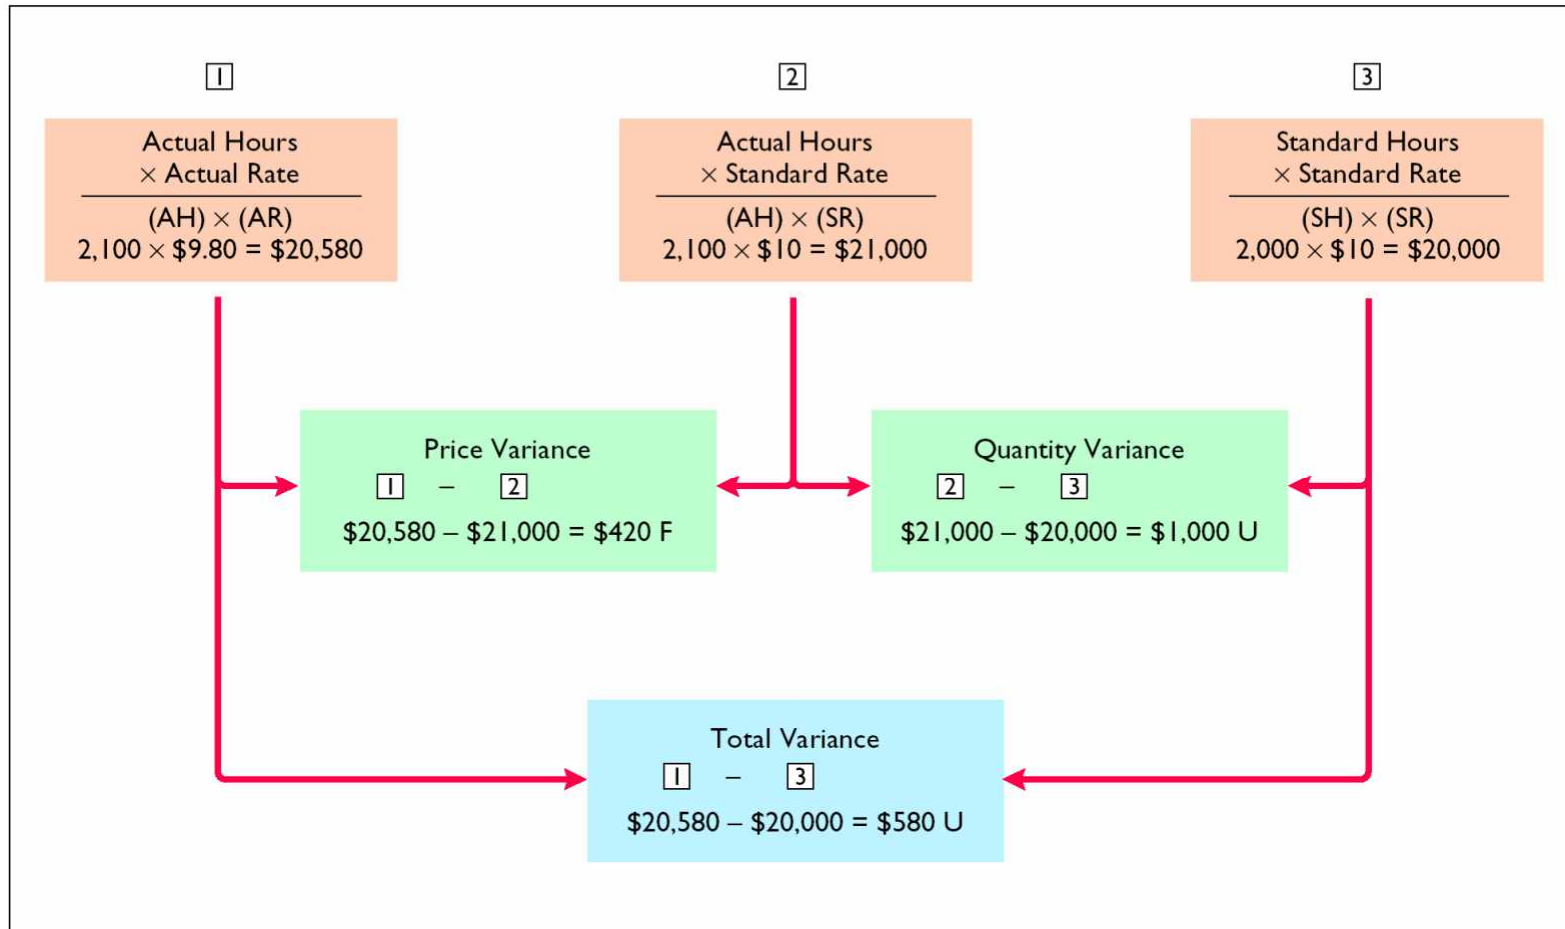 1
2
3
Actual Hours
× Actual Rate
(AH) × (AR)
2,100 × $9.80 = $20,580
Actual Hours
× Standard Rate
(AH) × (SR)
2,100 × $10 = $21,000
Standard Hours
× Standard Rate
(SH) × (SR)
2,000 × $10 = $20,000
Price Variance
1 – 2
$20,580 – $21,000 = $420 F
Quantity Variance
2 – 3
$21,000 – $20,000 = $1,000 U
Total Variance
1 – 3
$20,580 – $20,000 = $580 U